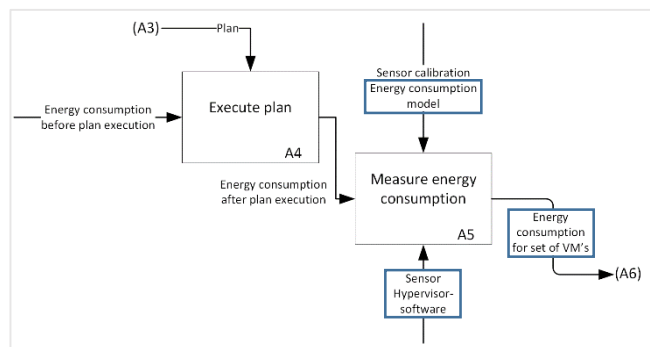 (A3)
Plan
Sensor calibration
Energy consumption
model
Execute plan
Energy consumption
before plan execution
A4
Energy consumption
after plan execution
Measure energy
consumption
A5
Energy
consumption
for set of VM's
(A6)
Sensor
Hypervisor-
software